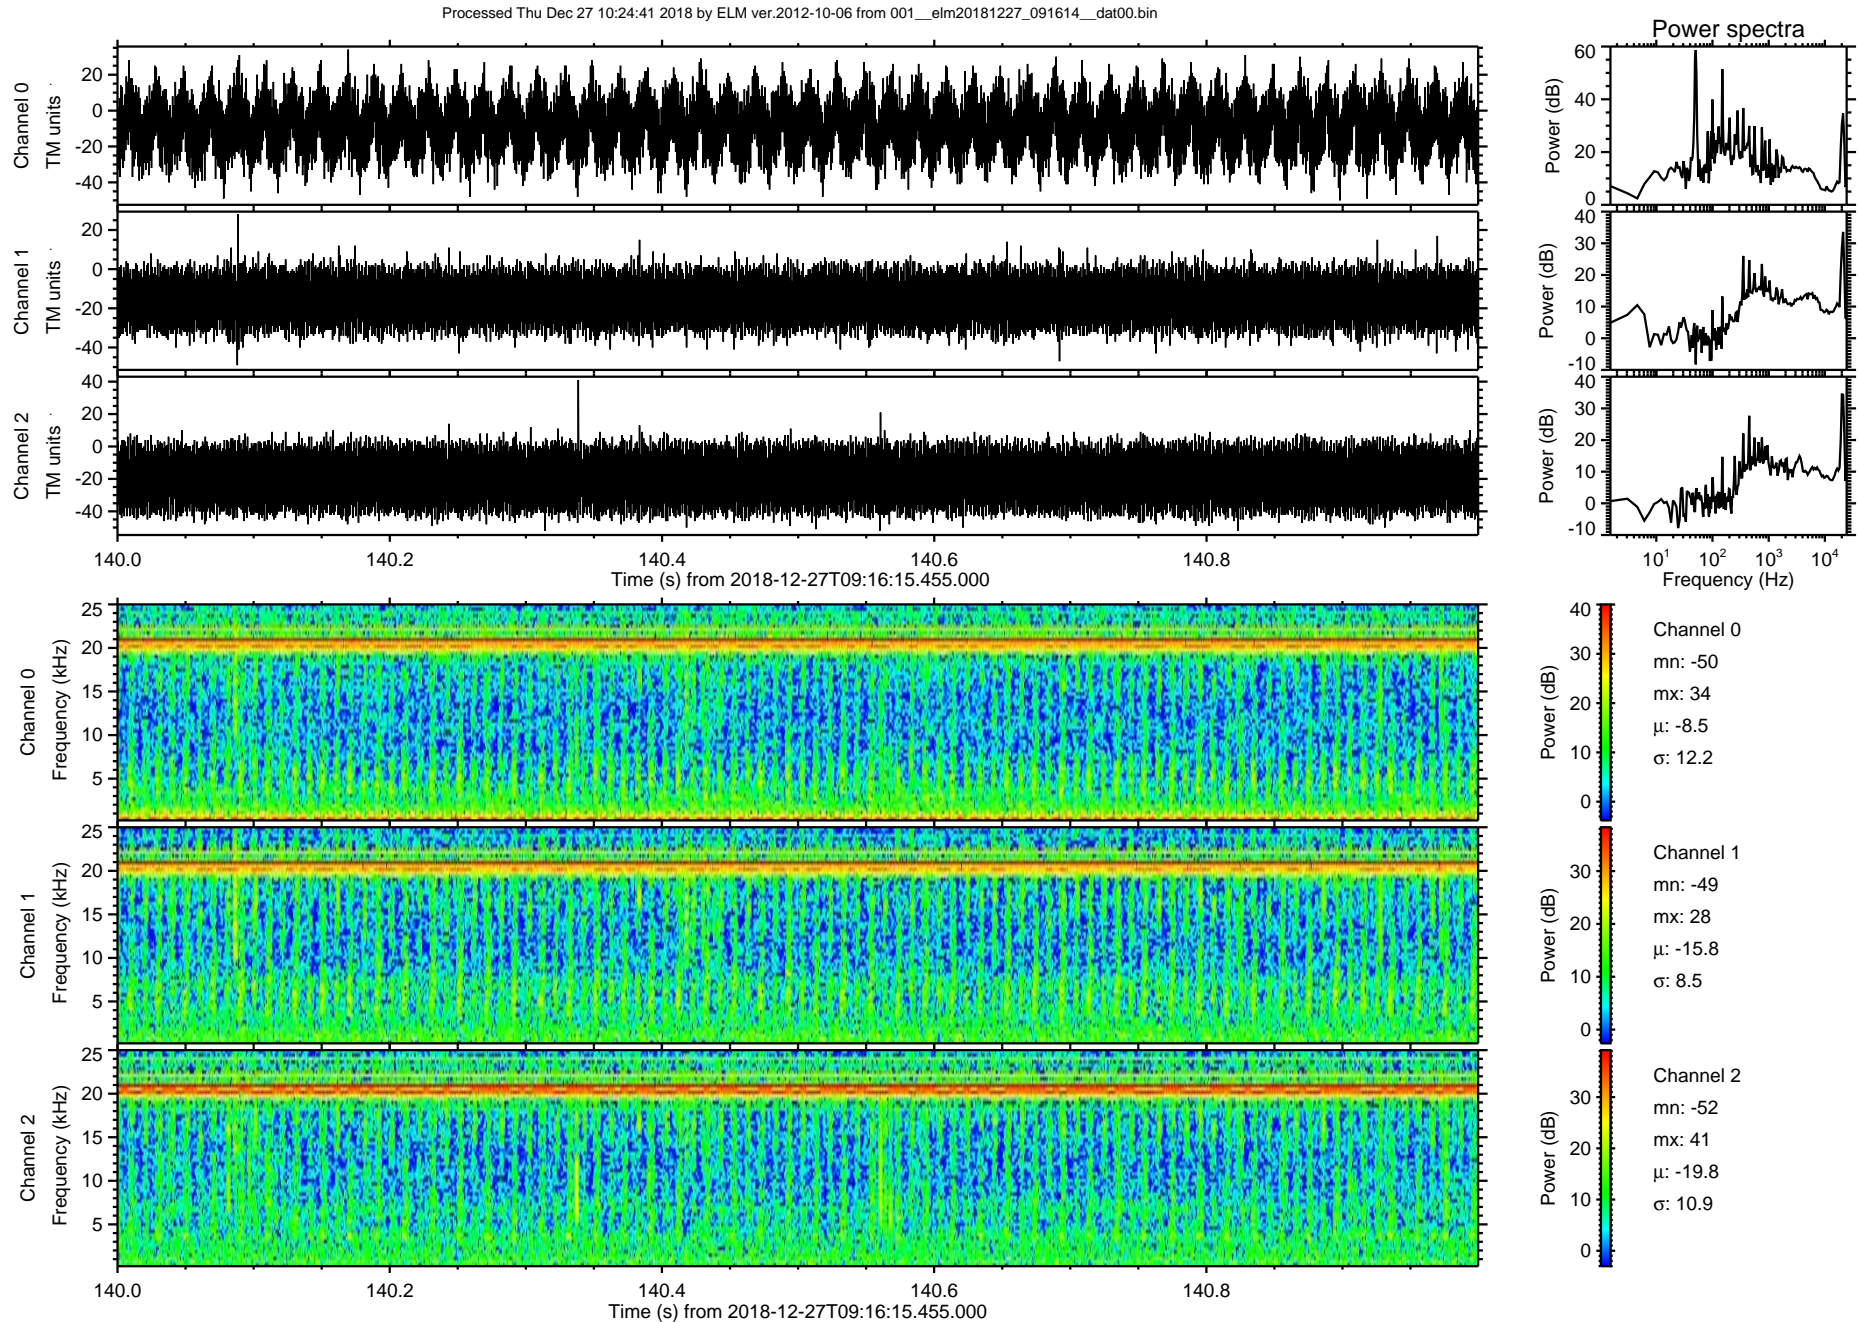 Processed Thu Dec 27 10:24:41 2018 by ELM ver.2012-10-06 from 001__elm20181227_091614__dat00.bin
Power spectra
Channel 0
TM units
20
0
-20
-40
Power (dB)
60
40
20
0
Channel 1
TM units
20
0
-20
-40
Power (dB)
40
30
20
10
0
-10
Channel 2
TM units
40
20
0
-20
-40
Power (dB)
40
30
20
10
0
-10
140.0 140.2 140.4 140.6 140.8
Time (s) from 2018-12-27T09:16:15.455.000
10¹ 10² 10³ 10⁴
Frequency (Hz)
Channel 0
Frequency (kHz)
25
20
15
10
5
Power (dB)
40
30
20
10
0
Channel 0
mn: -50
mx: 34
μ: -8.5
σ: 12.2
Channel 1
Frequency (kHz)
25
20
15
10
5
Power (dB)
30
20
10
0
Channel 1
mn: -49
mx: 28
μ: -15.8
σ: 8.5
Channel 2
Frequency (kHz)
25
20
15
10
5
Power (dB)
30
20
10
0
Channel 2
mn: -52
mx: 41
μ: -19.8
σ: 10.9
140.0 140.2 140.4 140.6 140.8
Time (s) from 2018-12-27T09:16:15.455.000